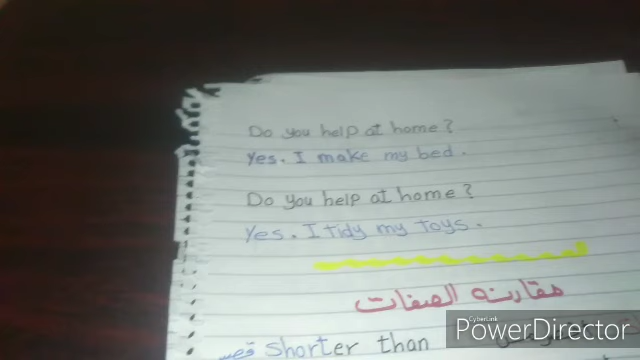 Do you help at home?
Yes. I make my bed.
Do you help at home?
Yes. I tidy my toys.
مقارنه الصفات
Shorter than
CyberLink
PowerDirector